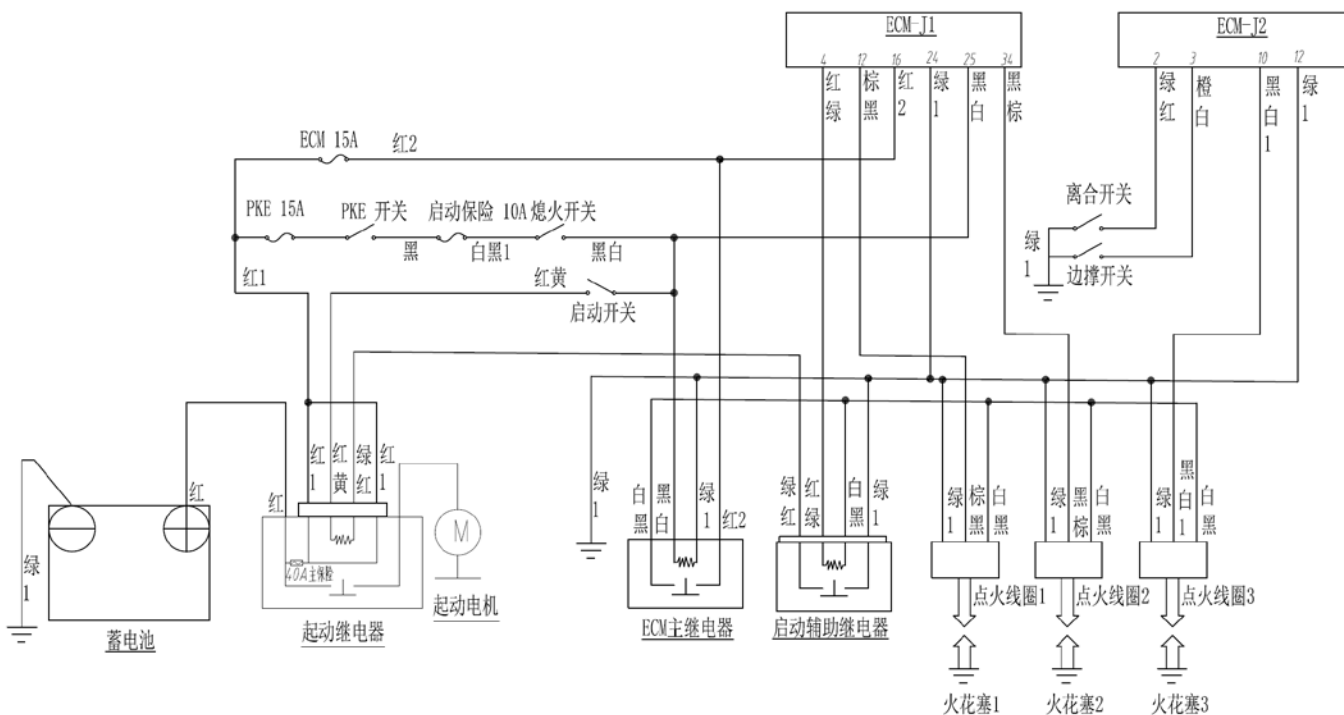 ECM-J1
ECM-J2
4 12 16 24 25 34
2 3 10 12
红绿
棕黑
红2
绿1
黑白
黑棕
绿红
橙白
黑白1
绿1
ECM 15A
红2
PKE 15A
PKE 开关
启动保险 10A
熄火开关
黑
白黑1
黑白
离合开关
绿1
边撑开关
红1
红黄
启动开关
红
红
红1
红黄
绿红
红1
绿1
白黑
黑白
绿1
红2
绿红
红绿
白黑
绿1
绿1
棕黑
白黑
绿1
黑棕
白黑
绿1
黑白1
白黑
绿1
M
40A主保险
蓄电池
起动继电器
起动电机
ECM主继电器
启动辅助继电器
点火线圈1
点火线圈2
点火线圈3
火花塞1
火花塞2
火花塞3